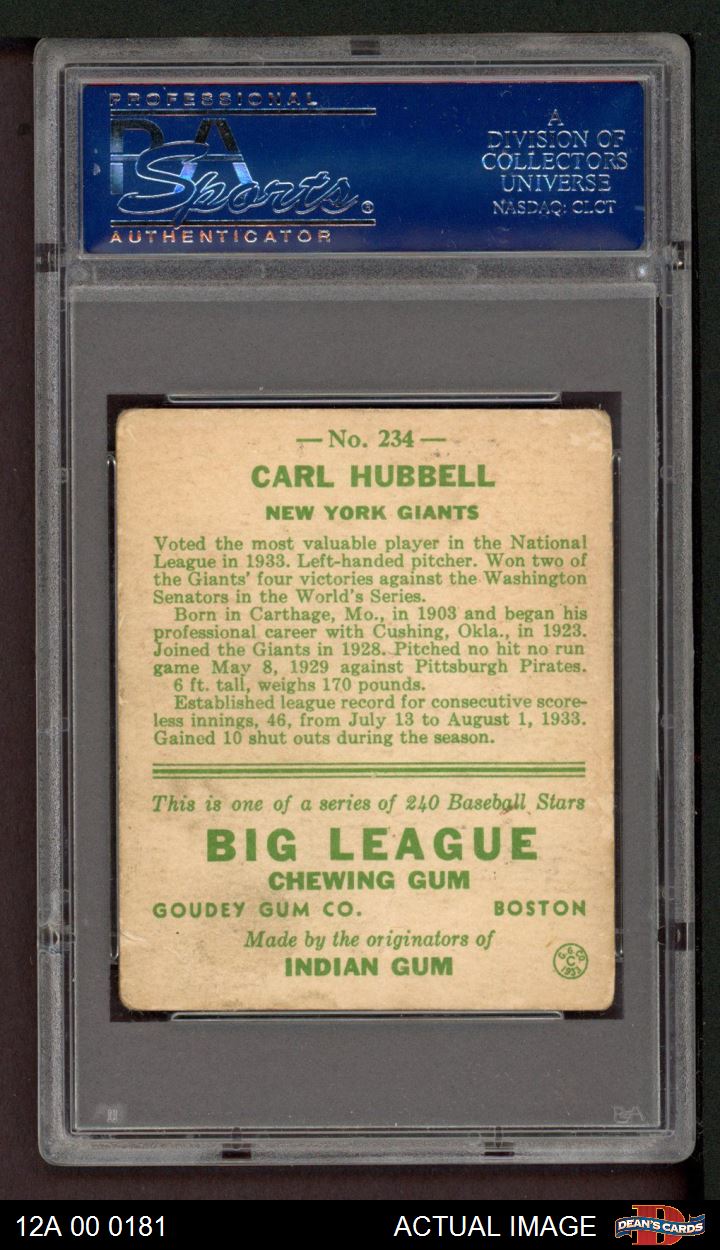 PROFESSIONAL
PSA
Sports®
AUTHENTICATOR
A
DIVISION OF
COLLECTORS
UNIVERSE
NASDAQ: CLCT
— No. 234 —
CARL HUBBELL
NEW YORK GIANTS
Voted the most valuable player in the National
League in 1933. Left-handed pitcher. Won two of
the Giants' four victories against the Washington
Senators in the World's Series.
Born in Carthage, Mo., in 1903 and began his
professional career with Cushing, Okla., in 1923.
Joined the Giants in 1928. Pitched no hit no run
game May 8, 1929 against Pittsburgh Pirates.
6 ft. tall, weighs 170 pounds.
Established league record for consecutive score-
less innings, 46, from July 13 to August 1, 1933.
Gained 10 shut outs during the season.
This is one of a series of 240 Baseball Stars
BIG LEAGUE
CHEWING GUM
GOUDEY GUM CO. BOSTON
Made by the originators of
INDIAN GUM
G.G.CO.
C
1933
PSA
12A 00 0181 ACTUAL IMAGE DEAN'S CARDS